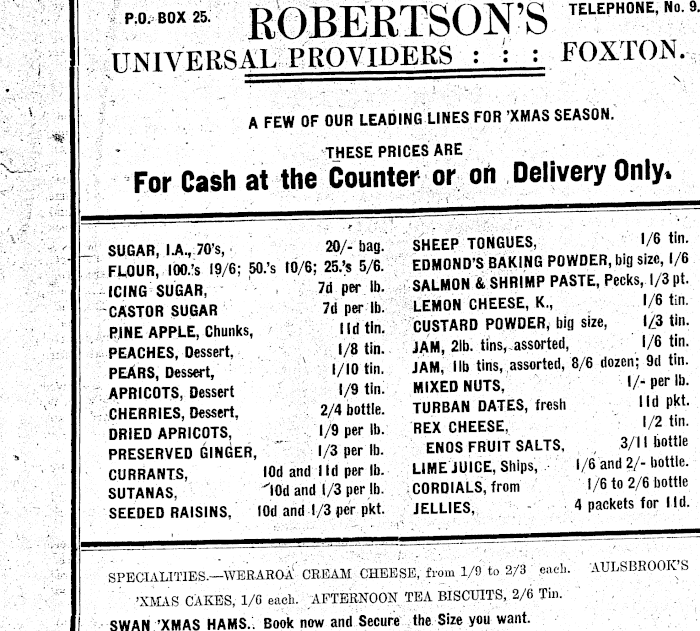 P.O. BOX 25.
ROBERTSON'S
TELEPHONE, No. 9.
UNIVERSAL PROVIDERS : : : FOXTON.
A FEW OF OUR LEADING LINES FOR 'XMAS SEASON.
THESE PRICES ARE
For Cash at the Counter or on Delivery Only.
SUGAR, I.A., 70's, 20/- bag.
FLOUR, 100.'s 19/6; 50.'s 10/6; 25.'s 5/6.
ICING SUGAR, 7d per lb.
CASTOR SUGAR 7d per lb.
PINE APPLE, Chunks, 11d tin.
PEACHES, Dessert, 1/8 tin.
PEARS, Dessert, 1/10 tin.
APRICOTS, Dessert 1/9 tin.
CHERRIES, Dessert, 2/4 bottle.
DRIED APRICOTS, 1/9 per lb.
PRESERVED GINGER, 1/3 per lb.
CURRANTS, 10d and 11d per lb.
SUTANAS, 10d and 1/3 per lb.
SEEDED RAISINS, 10d and 1/3 per pkt.
SHEEP TONGUES, 1/6 tin.
EDMOND'S BAKING POWDER, big size, 1/6
SALMON & SHRIMP PASTE, Pecks, 1/3 pt.
LEMON CHEESE, K., 1/6 tin.
CUSTARD POWDER, big size, 1/3 tin.
JAM, 2lb. tins, assorted, 1/6 tin.
JAM, 1lb tins, assorted, 8/6 dozen; 9d tin.
MIXED NUTS, 1/- per lb.
TURBAN DATES, fresh 11d pkt.
REX CHEESE, 1/2 tin.
ENOS FRUIT SALTS, 3/11 bottle
LIME JUICE, Ships, 1/6 and 2/- bottle.
CORDIALS, from 1/6 to 2/6 bottle
JELLIES, 4 packets for 11d.
SPECIALITIES.—WERAROA CREAM CHEESE, from 1/9 to 2/3 each. AULSBROOK'S
'XMAS CAKES, 1/6 each. AFTERNOON TEA BISCUITS, 2/6 Tin.
SWAN 'XMAS HAMS. Book now and Secure the Size you want.